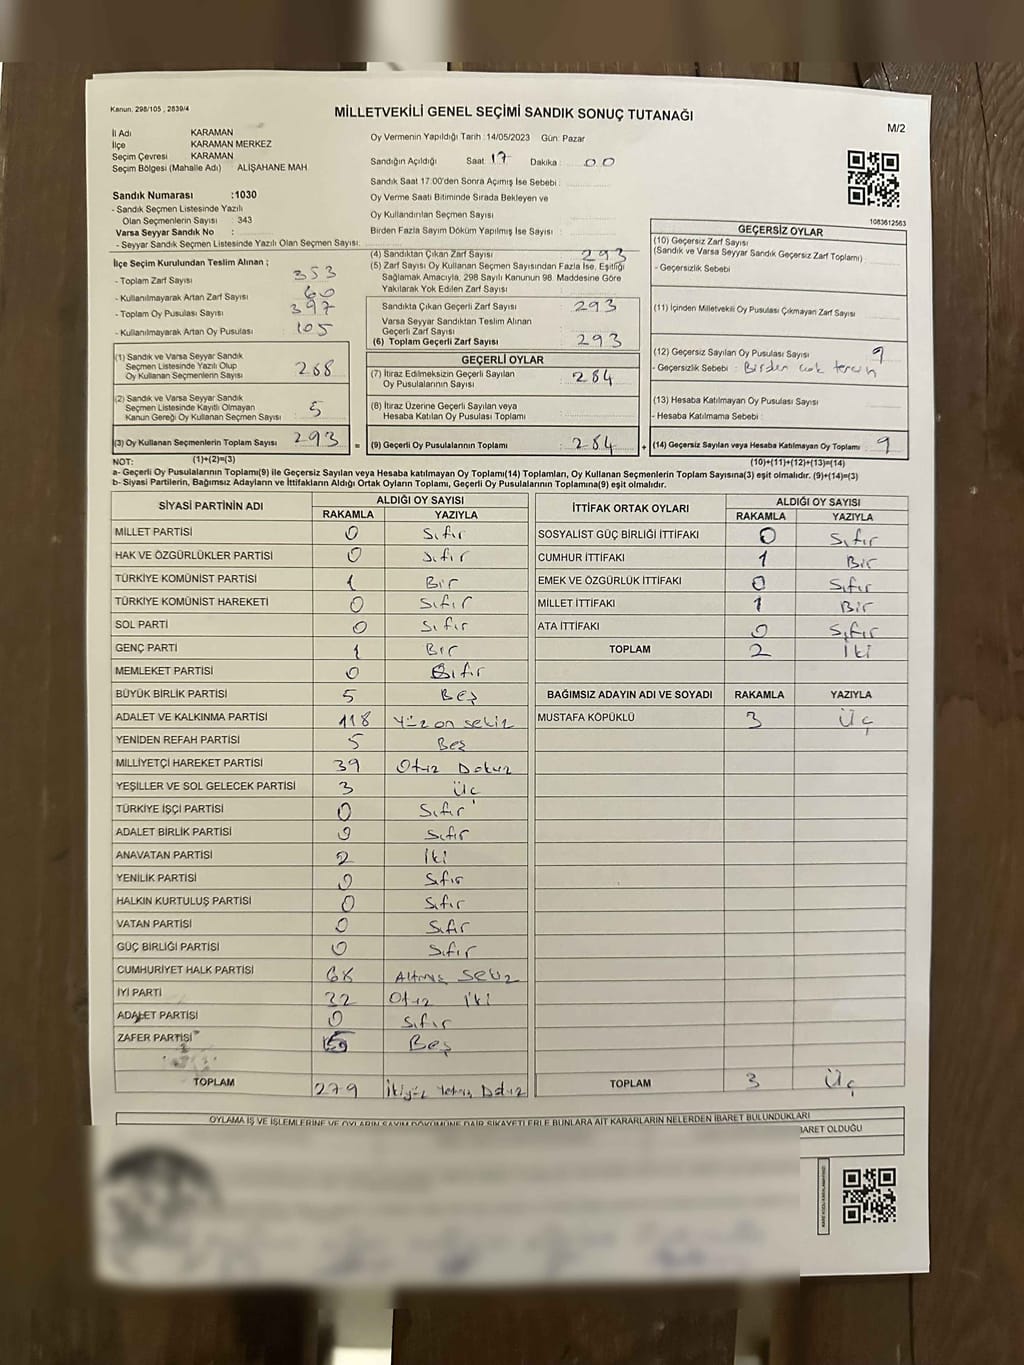 Kanun. 298/105 , 2839/4
MİLLETVEKİLİ GENEL SEÇİMİ SANDIK SONUÇ TUTANAĞI
M/2
İl Adı KARAMAN
İlçe KARAMAN MERKEZ
Seçim Çevresi KARAMAN
Seçim Bölgesi (Mahalle Adı) ALİŞAHANE MAH
Sandık Numarası :1030
- Sandık Seçmen Listesinde Yazılı
Olan Seçmenlerin Sayısı : 343
Varsa Seyyar Sandık No :
- Seyyar Sandık Seçmen Listesinde Yazılı Olan Seçmen Sayısı:
Oy Vermenin Yapıldığı Tarih :14/05/2023 Gün: Pazar
Sandığın Açıldığı Saat 17 Dakika : 00
Sandık Saat 17:00'den Sonra Açımış İse Sebebi :
Oy Verme Saati Bitiminde Sırada Bekleyen ve
Oy Kullandırılan Seçmen Sayısı
Birden Fazla Sayım Döküm Yapılmış İse Sayısı :
1083612563
İlçe Seçim Kurulundan Teslim Alınan ;
- Toplam Zarf Sayısı : 353
- Kullanılmayarak Artan Zarf Sayısı : 60
- Toplam Oy Pusulası Sayısı : 397
- Kullanılmayarak Artan Oy Pusulası : 105
(1) Sandık ve Varsa Seyyar Sandık
Seçmen Listesinde Yazılı Olup
Oy Kullanan Seçmenlerin Sayısı : 288
(2) Sandık ve Varsa Seyyar Sandık
Seçmen Listesinde Kayıtlı Olmayan
Kanun Gereği Oy Kullanan Seçmen Sayısı : 5
(3) Oy Kullanan Seçmenlerin Toplam Sayısı : 293 =
(1)+(2)=(3)
(4) Sandıktan Çıkan Zarf Sayısı : 293
(5) Zarf Sayısı Oy Kullanan Seçmen Sayısından Fazla İse, Eşitliği
Sağlamak Amacıyla, 298 Sayılı Kanunun 98. Maddesine Göre
Yakılarak Yok Edilen Zarf Sayısı :
Sandıkta Çıkan Geçerli Zarf Sayısı : 293
Varsa Seyyar Sandıktan Teslim Alınan
Geçerli Zarf Sayısı
(6) Toplam Geçerli Zarf Sayısı : 293
GEÇERLİ OYLAR
(7) İtiraz Edilmeksizin Geçerli Sayılan
Oy Pusulalarının Sayısı : 284
(8) İtiraz Üzerine Geçerli Sayılan veya
Hesaba Katılan Oy Pusulası Toplamı :
(9) Geçerli Oy Pusulalarının Toplamı : 284 +
GEÇERSİZ OYLAR
(10) Geçersiz Zarf Sayısı
(Sandık ve Varsa Seyyar Sandık Geçersiz Zarf Toplamı) :
- Geçersizlik Sebebi :
(11) İçinden Milletvekili Oy Pusulası Çıkmayan Zarf Sayısı :
(12) Geçersiz Sayılan Oy Pusulası Sayısı : 9
- Geçersizlik Sebebi : Birden çok tercih
(13) Hesaba Katılmayan Oy Pusulası Sayısı :
- Hesaba Katılmama Sebebi :
(14) Geçersiz Sayılan veya Hesaba Katılmayan Oy Toplamı : 9
(10)+(11)+(12)+(13)=(14)
NOT:
a- Geçerli Oy Pusulalarının Toplamı(9) ile Geçersiz Sayılan veya Hesaba katılmayan Oy Toplamı(14) Toplamları, Oy Kullanan Seçmenlerin Toplam Sayısına(3) eşit olmalıdır. (9)+(14)=(3)
b- Siyasi Partilerin, Bağımsız Adayların ve İttifakların Aldığı Ortak Oyların Toplamı, Geçerli Oy Pusulalarının Toplamına(9) eşit olmalıdır.
SİYASİ PARTİNİN ADI ALDIĞI OY SAYISI
RAKAMLA YAZIYLA
MİLLET PARTİSİ 0 Sıfır
HAK VE ÖZGÜRLÜKLER PARTİSİ 0 Sıfır
TÜRKİYE KOMÜNİST PARTİSİ 1 Bir
TÜRKİYE KOMÜNİST HAREKETİ 0 Sıfır
SOL PARTİ 0 Sıfır
GENÇ PARTİ 1 Bir
MEMLEKET PARTİSİ 0 Sıfır
BÜYÜK BİRLİK PARTİSİ 5 Beş
ADALET VE KALKINMA PARTİSİ 118 Yüz on sekiz
YENİDEN REFAH PARTİSİ 5 Beş
MİLLİYETÇİ HAREKET PARTİSİ 39 Otuz Dokuz
YEŞİLLER VE SOL GELECEK PARTİSİ 3 Üç
TÜRKİYE İŞÇİ PARTİSİ 0 Sıfır
ADALET BİRLİK PARTİSİ 0 Sıfır
ANAVATAN PARTİSİ 2 İki
YENİLİK PARTİSİ 0 Sıfır
HALKIN KURTULUŞ PARTİSİ 0 Sıfır
VATAN PARTİSİ 0 Sıfır
GÜÇ BİRLİĞİ PARTİSİ 0 Sıfır
CUMHURİYET HALK PARTİSİ 68 Altmış Sekiz
İYİ PARTİ 32 Otuz İki
ADALET PARTİSİ 0 Sıfır
ZAFER PARTİSİ 5 Beş
TOPLAM 279 İkiyüz Yetmiş Dokuz
İTTİFAK ORTAK OYLARI ALDIĞI OY SAYISI
RAKAMLA YAZIYLA
SOSYALİST GÜÇ BİRLİĞİ İTTİFAKI 0 Sıfır
CUMHUR İTTİFAKI 1 Bir
EMEK VE ÖZGÜRLÜK İTTİFAKI 0 Sıfır
MİLLET İTTİFAKI 1 Bir
ATA İTTİFAKI 0 Sıfır
TOPLAM 2 İki
BAĞIMSIZ ADAYIN ADI VE SOYADI RAKAMLA YAZIYLA
MUSTAFA KÖPÜKLÜ 3 Üç
TOPLAM 3 Üç
OYLAMA İŞ VE İŞLEMLERİNE VE OYLARIN SAYIM DÖKÜMÜNE DAİR ŞİKAYETLERLE BUNLARA AİT KARARLARIN NELERDEN İBARET BULUNDUKLARI
BARET OLDUĞU